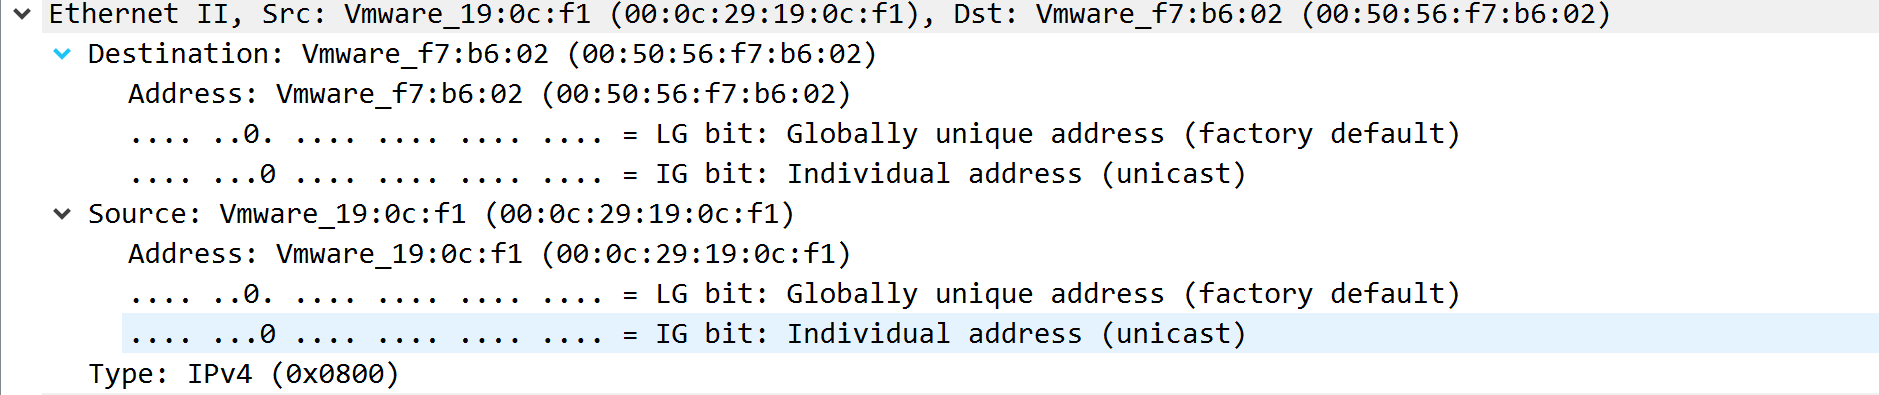 Ethernet II, Src: Vmware_19:0c:f1 (00:0c:29:19:0c:f1), Dst: Vmware_f7:b6:02 (00:50:56:f7:b6:02)
Destination: Vmware_f7:b6:02 (00:50:56:f7:b6:02)
Address: Vmware_f7:b6:02 (00:50:56:f7:b6:02)
.... ..0. .... .... .... .... = LG bit: Globally unique address (factory default)
.... ...0 .... .... .... .... = IG bit: Individual address (unicast)
Source: Vmware_19:0c:f1 (00:0c:29:19:0c:f1)
Address: Vmware_19:0c:f1 (00:0c:29:19:0c:f1)
.... ..0. .... .... .... .... = LG bit: Globally unique address (factory default)
.... ...0 .... .... .... .... = IG bit: Individual address (unicast)
Type: IPv4 (0x0800)